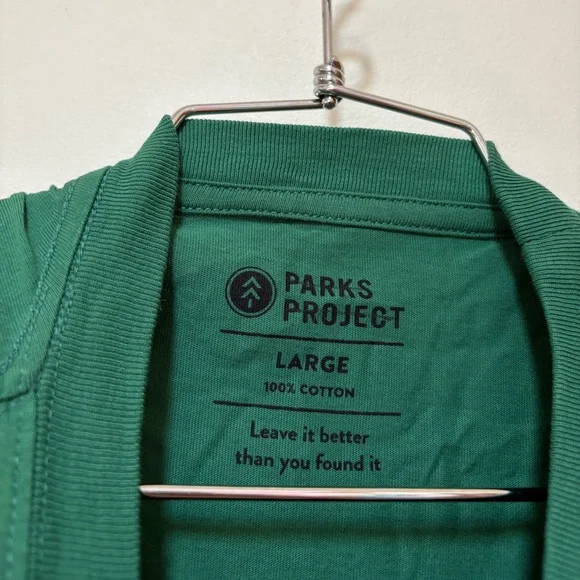 PARKS
PROJECT
LARGE
100% COTTON
Leave it better
than you found it